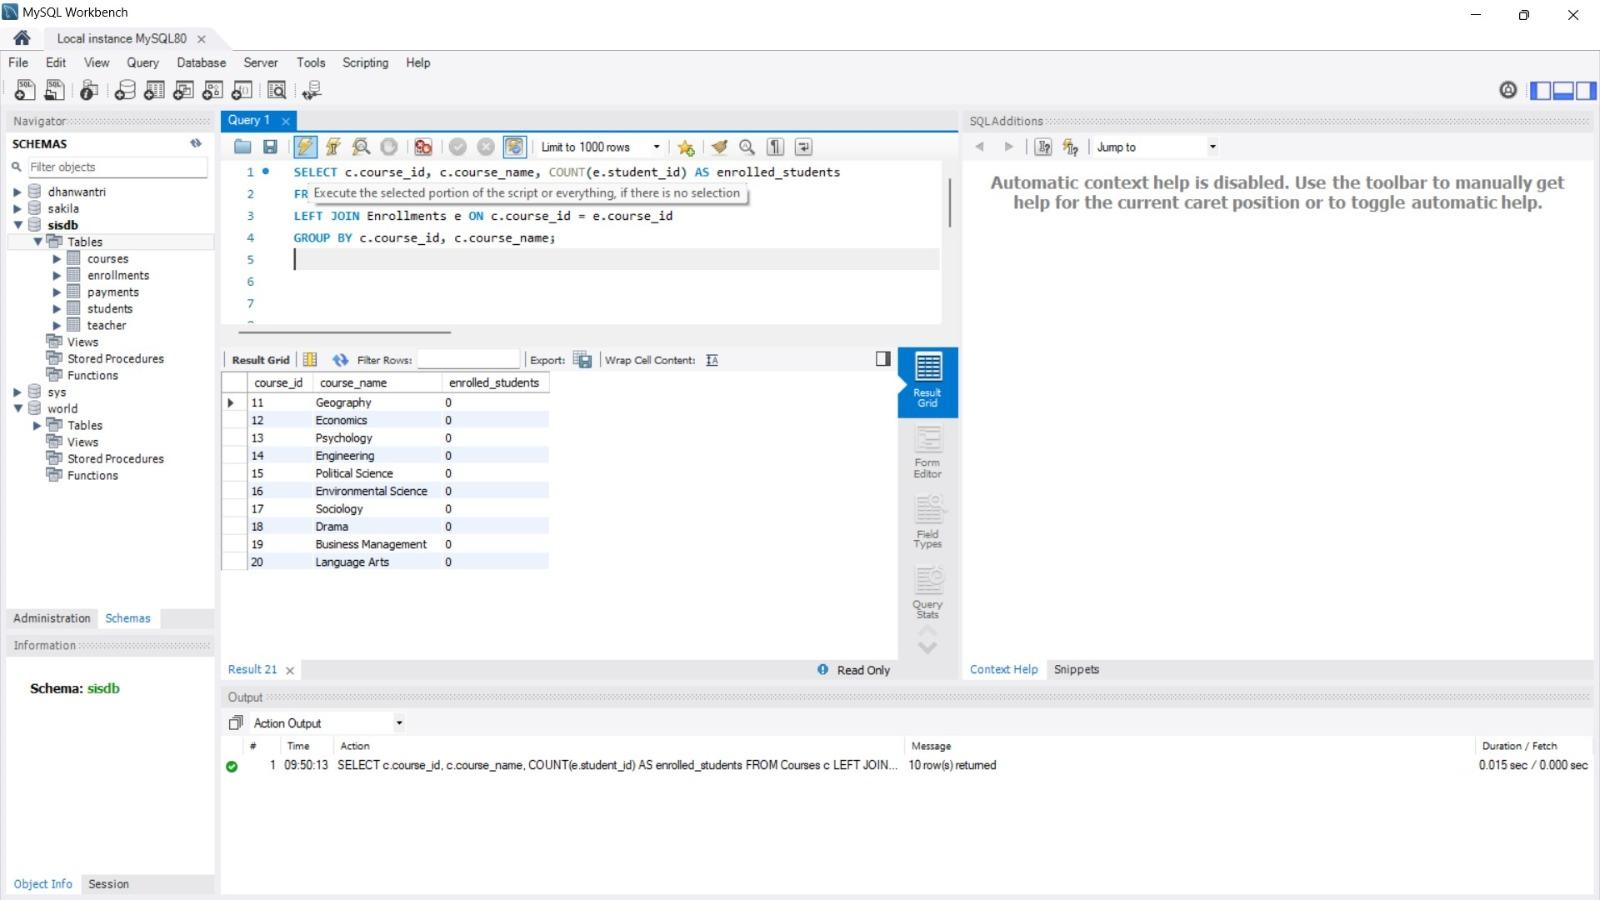 MySQL Workbench
Local instance MySQL80
File Edit View Query Database Server Tools Scripting Help
Navigator
SCHEMAS
Filter objects
dhanwantri
sakila
sisdb
Tables
courses
enrollments
payments
students
teacher
Views
Stored Procedures
Functions
sys
world
Tables
Views
Stored Procedures
Functions
Administration Schemas
Information
Schema: sisdb
Object Info Session
Query 1
Limit to 1000 rows
1 SELECT c.course_id, c.course_name, COUNT(e.student_id) AS enrolled_students
2 FR
Execute the selected portion of the script or everything, if there is no selection
3 LEFT JOIN Enrollments e ON c.course_id = e.course_id
4 GROUP BY c.course_id, c.course_name;
5
6
7
Result Grid Filter Rows: Export: Wrap Cell Content:
course_id course_name enrolled_students
11 Geography 0
12 Economics 0
13 Psychology 0
14 Engineering 0
15 Political Science 0
16 Environmental Science 0
17 Sociology 0
18 Drama 0
19 Business Management 0
20 Language Arts 0
Result
Grid
Form
Editor
Field
Types
Query
Stats
Result 21
Read Only
SQLAdditions
Jump to
Automatic context help is disabled. Use the toolbar to manually get
help for the current caret position or to toggle automatic help.
Context Help Snippets
Output
Action Output
# Time Action Message Duration / Fetch
1 09:50:13 SELECT c.course_id, c.course_name, COUNT(e.student_id) AS enrolled_students FROM Courses c LEFT JOIN... 10 row(s) returned 0.015 sec / 0.000 sec